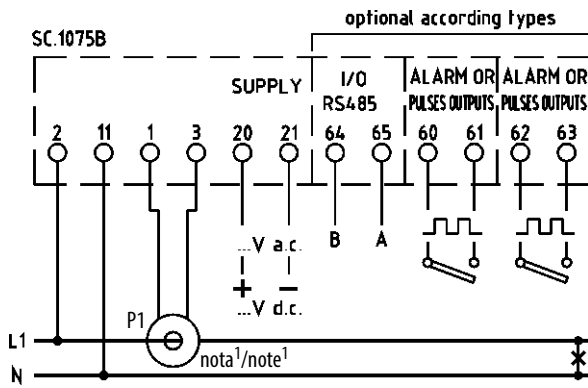 optional according types
SC.1075B
SUPPLY
I/O
RS485
ALARM OR
PULSES OUTPUTS
ALARM OR
PULSES OUTPUTS
2 11 1 3 20 21 64 65 60 61 62 63
...V a.c.
B A
+ −
...V d.c.
P1
L1
nota¹/note¹
N